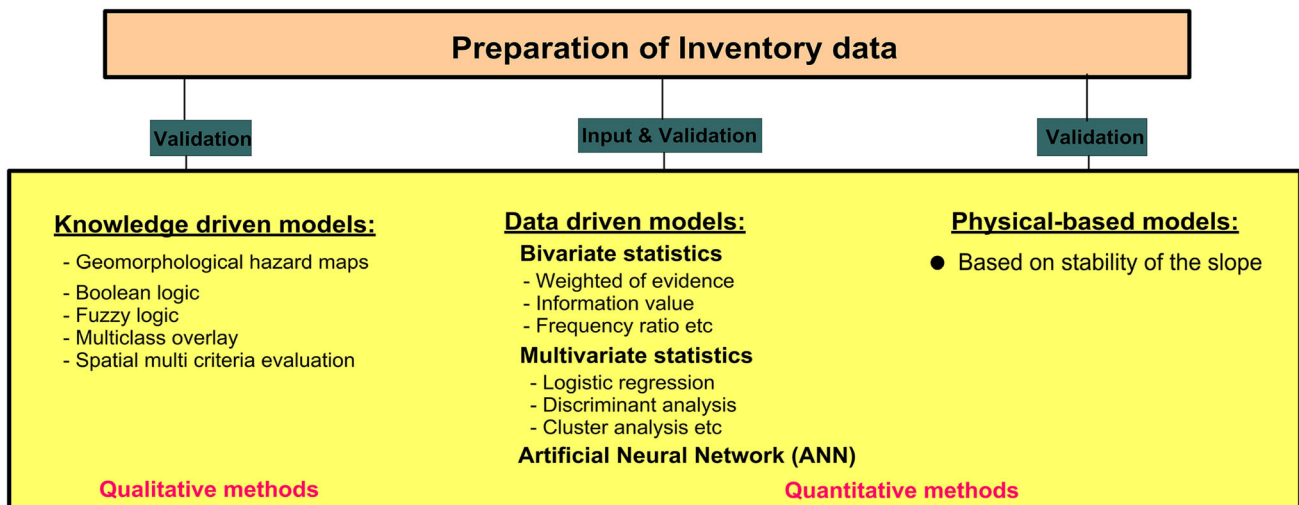 Preparation of Inventory data
Validation
Input & Validation
Validation
Knowledge driven models:
- Geomorphological hazard maps
- Boolean logic
- Fuzzy logic
- Multiclass overlay
- Spatial multi criteria evaluation
Data driven models:
Bivariate statistics
- Weighted of evidence
- Information value
- Frequency ratio etc
Multivariate statistics
- Logistic regression
- Discriminant analysis
- Cluster analysis etc
Artificial Neural Network (ANN)
Physical-based models:
● Based on stability of the slope
Qualitative methods
Quantitative methods